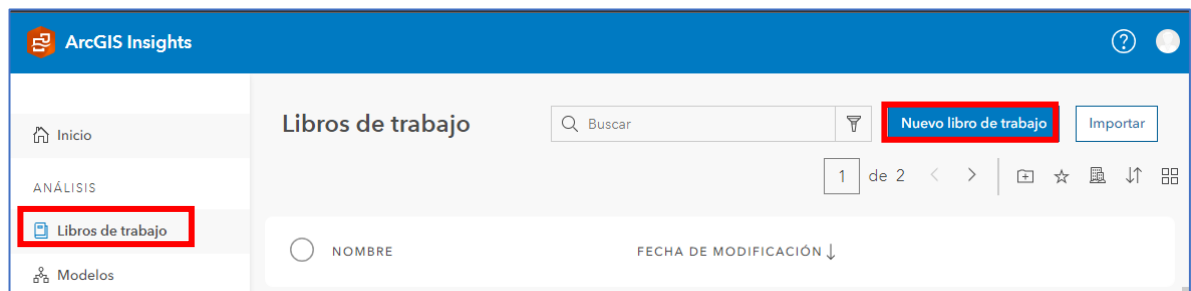 ArcGIS Insights
Inicio
ANÁLISIS
Libros de trabajo
Modelos
Libros de trabajo
Buscar
Nuevo libro de trabajo
Importar
1 de 2
NOMBRE
FECHA DE MODIFICACIÓN